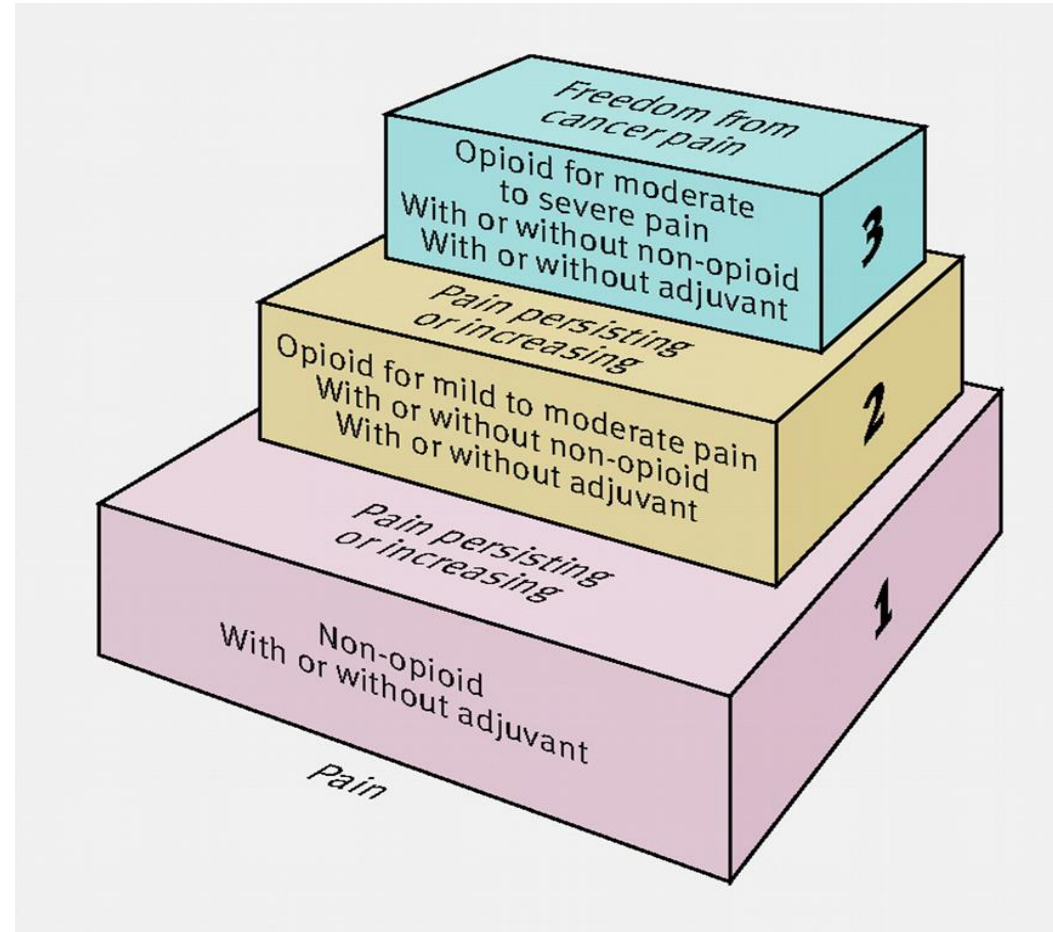 Freedom from
cancer pain
Opioid for moderate
to severe pain
With or without non-opioid
With or without adjuvant
3
Pain persisting
or increasing
Opioid for mild to moderate pain
With or without non-opioid
With or without adjuvant
2
Pain persisting
or increasing
Non-opioid
With or without adjuvant
1
Pain